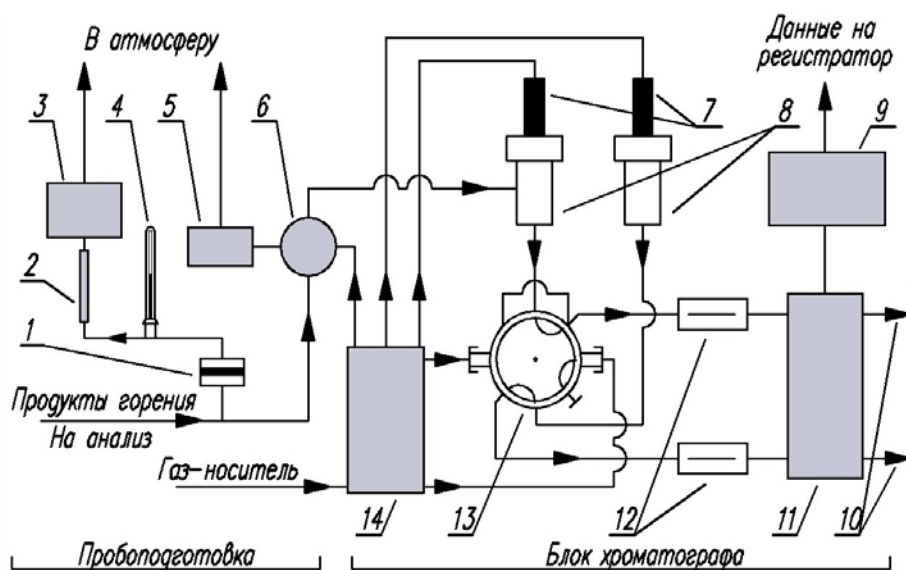 В атмосферу
Данные на
регистратор
3
4
5
6
7
8
9
2
1
Продукты горения
На анализ
Газ-носитель
14
13
12
11
10
Пробоподготовка
Блок хроматографа